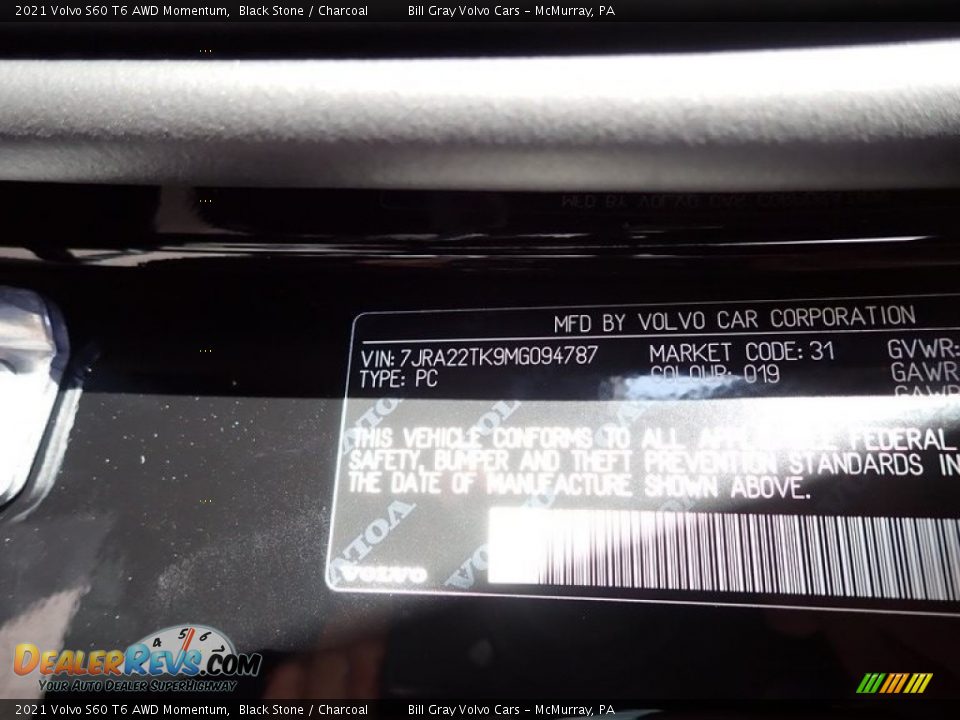 2021 Volvo S60 T6 AWD Momentum, Black Stone / Charcoal Bill Gray Volvo Cars - McMurray, PA
MFD BY VOLVO CAR CORPORATION
VIN: 7JRA22TK9MG094787 MARKET CODE: 31 GVWR:
TYPE: PC COLOUR: 019 GAWR
GAWR
THIS VEHICLE CONFORMS TO ALL APPLICABLE FEDERAL
SAFETY, BUMPER AND THEFT PREVENTION STANDARDS IN
THE DATE OF MANUFACTURE SHOWN ABOVE.
VOLVO
DEALERREVS.COM
YOUR AUTO DEALER SUPERHIGHWAY
2021 Volvo S60 T6 AWD Momentum, Black Stone / Charcoal Bill Gray Volvo Cars - McMurray, PA